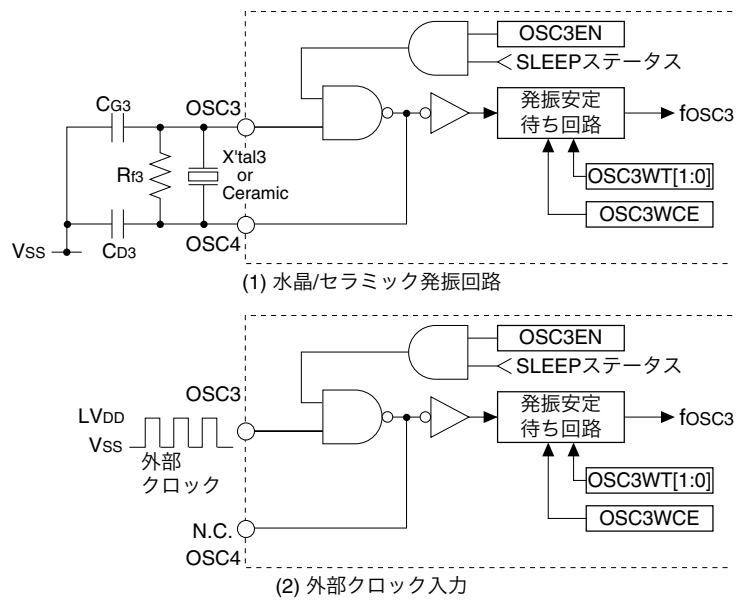 OSC3EN
SLEEPステータス
CG3
OSC3
発振安定
待ち回路
fOSC3
Rf3
X'tal3
or
Ceramic
OSC3WT[1:0]
OSC3WCE
VSS
CD3
OSC4
(1) 水晶/セラミック発振回路
OSC3EN
SLEEPステータス
OSC3
発振安定
待ち回路
fOSC3
LVDD
VSS
外部
クロック
OSC3WT[1:0]
OSC3WCE
N.C.
OSC4
(2) 外部クロック入力